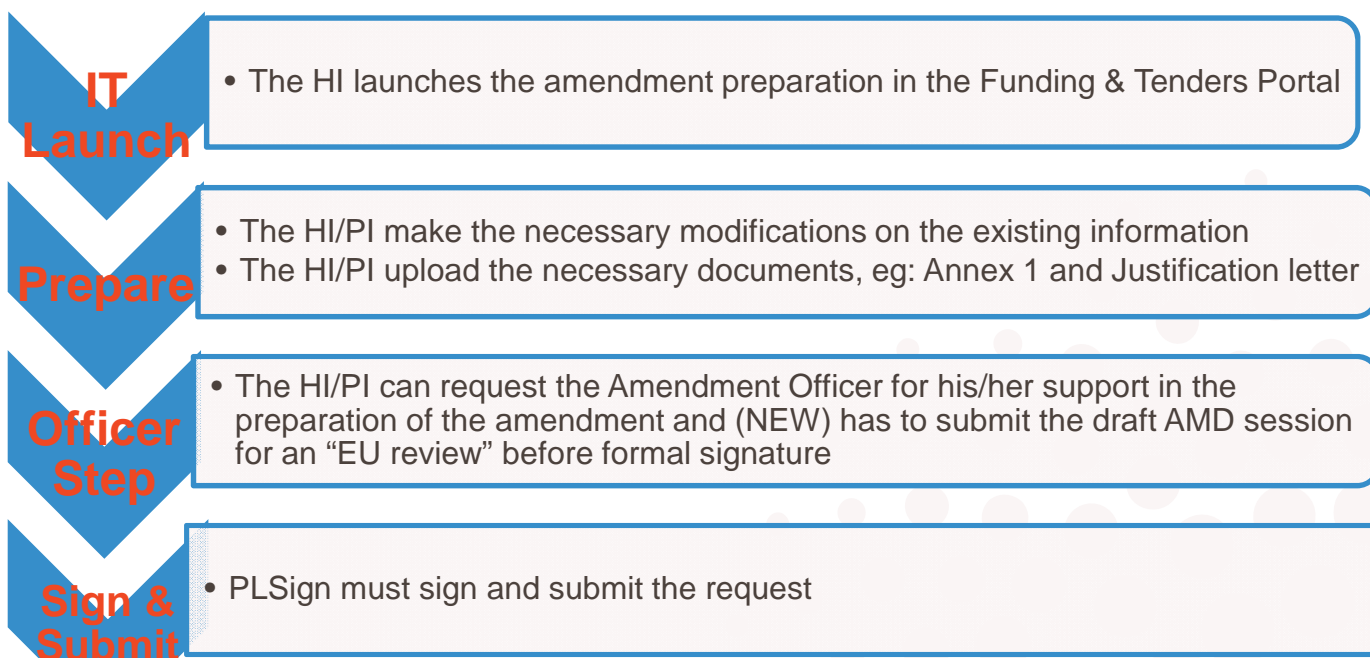 IT
Launch
• The HI launches the amendment preparation in the Funding & Tenders Portal
Prepare
• The HI/PI make the necessary modifications on the existing information
• The HI/PI upload the necessary documents, eg: Annex 1 and Justification letter
Officer
Step
• The HI/PI can request the Amendment Officer for his/her support in the
preparation of the amendment and (NEW) has to submit the draft AMD session
for an “EU review” before formal signature
Sign &
Submit
• PLSign must sign and submit the request